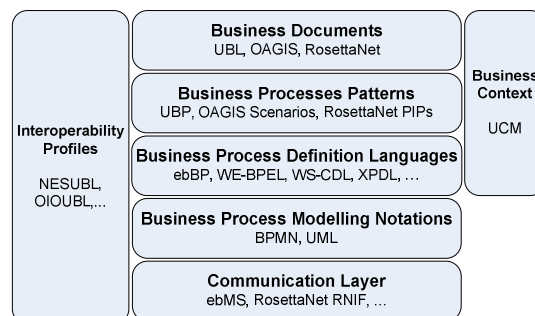 Business Documents
UBL, OAGIS, RosettaNet
Business Processes Patterns
UBP, OAGIS Scenarios, RosettaNet PIPs
Business Process Definition Languages
ebBP, WE-BPEL, WS-CDL, XPDL, ...
Business Process Modelling Notations
BPMN, UML
Communication Layer
ebMS, RosettaNet RNIF, ...
Interoperability
Profiles
NESUBL,
OIOUBL,...
Business
Context
UCM